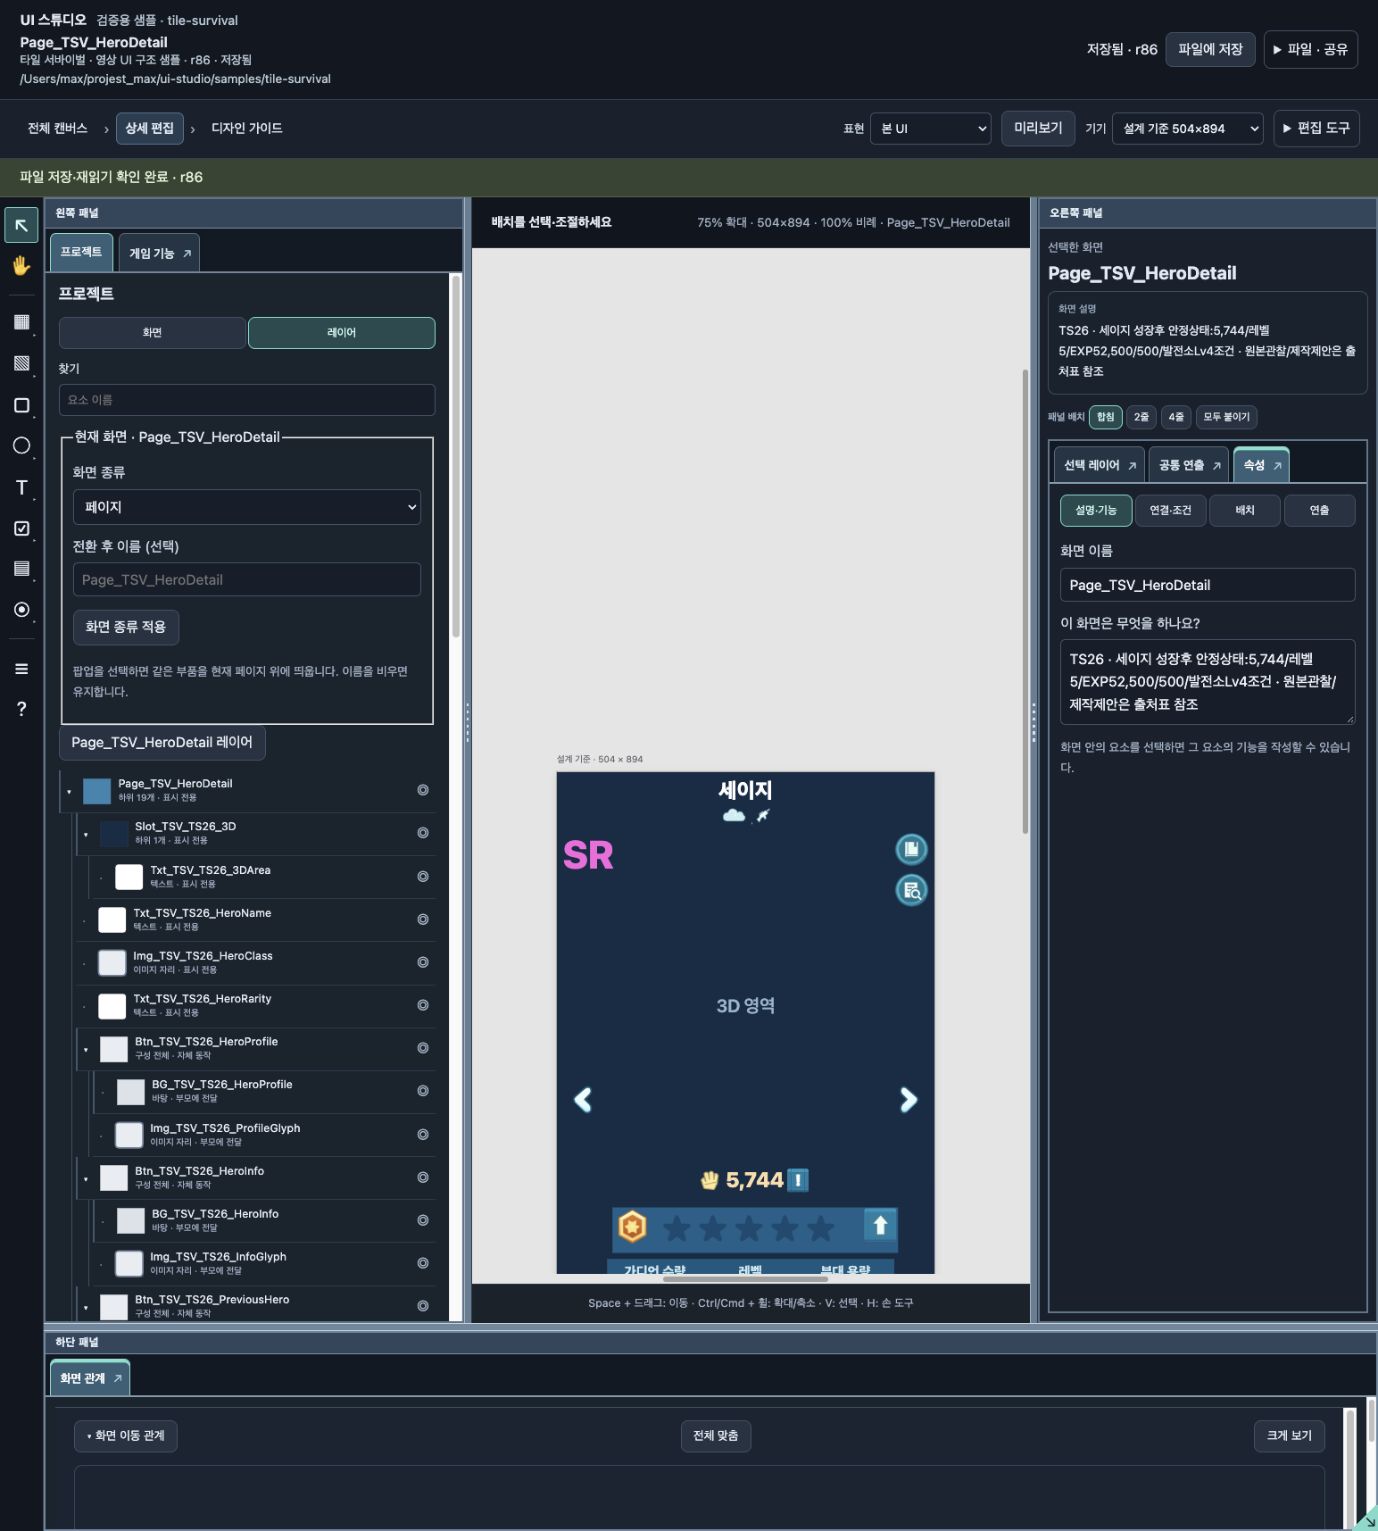 UI 스튜디오 검증용 샘플 · tile-survival
Page_TSV_HeroDetail
타일 서바이벌 · 영상 UI 구조 샘플 · r86 · 저장됨
/Users/max/projest_max/ui-studio/samples/tile-survival
저장됨 · r86
파일에 저장
▶ 파일 · 공유
전체 캔버스 › 상세 편집 › 디자인 가이드
표현 본 UI
미리보기
기기 설계 기준 504×894
▶ 편집 도구
파일 저장·재읽기 확인 완료 · r86
왼쪽 패널
프로젝트
게임 기능 ↗
프로젝트
화면
레이어
찾기
요소 이름
현재 화면 · Page_TSV_HeroDetail
화면 종류
페이지
전환 후 이름 (선택)
Page_TSV_HeroDetail
화면 종류 적용
팝업을 선택하면 같은 부품을 현재 페이지 위에 띄웁니다. 이름을 비우면
유지합니다.
Page_TSV_HeroDetail 레이어
Page_TSV_HeroDetail
하위 19개 · 표시 전용
Slot_TSV_TS26_3D
하위 1개 · 표시 전용
Txt_TSV_TS26_3DArea
텍스트 · 표시 전용
Txt_TSV_TS26_HeroName
텍스트 · 표시 전용
Img_TSV_TS26_HeroClass
이미지 자리 · 표시 전용
Txt_TSV_TS26_HeroRarity
텍스트 · 표시 전용
Btn_TSV_TS26_HeroProfile
구성 전체 · 자체 동작
BG_TSV_TS26_HeroProfile
바탕 · 부모에 전달
Img_TSV_TS26_ProfileGlyph
이미지 자리 · 부모에 전달
Btn_TSV_TS26_HeroInfo
구성 전체 · 자체 동작
BG_TSV_TS26_HeroInfo
바탕 · 부모에 전달
Img_TSV_TS26_InfoGlyph
이미지 자리 · 부모에 전달
Btn_TSV_TS26_PreviousHero
구성 전체 · 자체 동작
배치를 선택·조절하세요
75% 확대 · 504×894 · 100% 비례 · Page_TSV_HeroDetail
설계 기준 · 504 × 894
세이지
SR
3D 영역
5,744
가디언 수량 레벨 부대 용량
Space + 드래그: 이동 · Ctrl/Cmd + 휠: 확대/축소 · V: 선택 · H: 손 도구
오른쪽 패널
선택한 화면
Page_TSV_HeroDetail
화면 설명
TS26 · 세이지 성장후 안정상태:5,744/레벨
5/EXP52,500/500/발전소Lv4조건 · 원본관찰/제작제안은 출
처표 참조
패널 배치 합침 2줄 4줄 모두 붙이기
선택 레이어 ↗
공통 연출 ↗
속성 ↗
설명·기능
연결·조건
배치
연출
화면 이름
Page_TSV_HeroDetail
이 화면은 무엇을 하나요?
TS26 · 세이지 성장후 안정상태:5,744/레벨
5/EXP52,500/500/발전소Lv4조건 · 원본관찰/
제작제안은 출처표 참조
화면 안의 요소를 선택하면 그 요소의 기능을 작성할 수 있습니
다.
하단 패널
화면 관계 ↗
▾ 화면 이동 관계
전체 맞춤
크게 보기